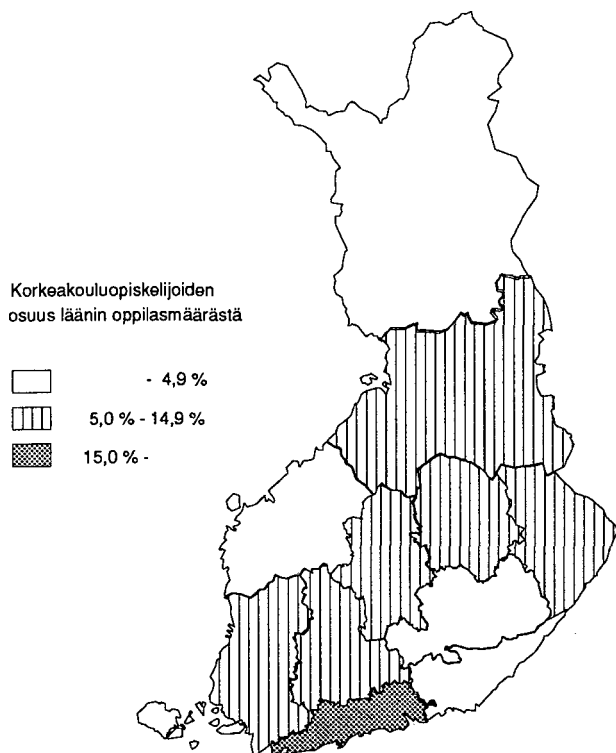 Korkeakouluopiskelijoiden
osuus läänin oppilasmäärästä
- 4,9 %
5,0 % - 14,9 %
15,0 % -